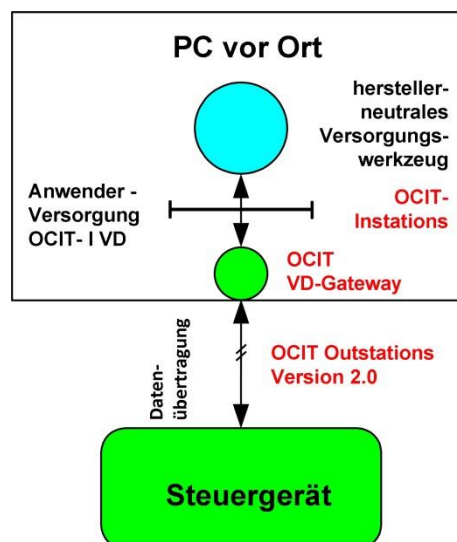 PC vor Ort
hersteller-
neutrales
Versorgungs-
werkzeug
Anwender -
Versorgung
OCIT- I VD
OCIT-
Instations
OCIT
VD-Gateway
Daten-
übertragung
OCIT Outstations
Version 2.0
Steuergerät